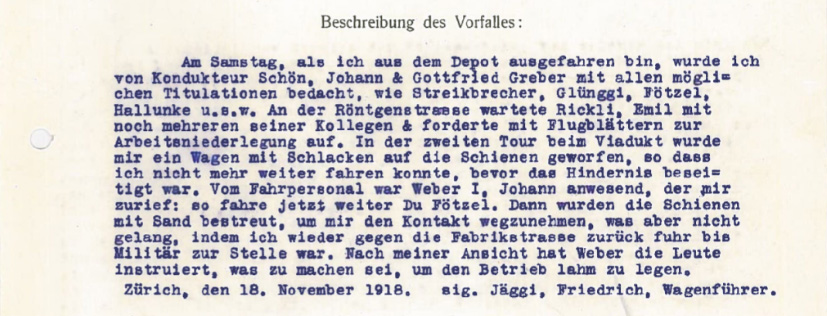 Beschreibung des Vorfalles:
Am Samstag, als ich aus dem Depot ausgefahren bin, wurde ich
von Kondukteur Schön, Johann & Gottfried Greber mit allen mögli=
chen Titulationen bedacht, wie Streikbrecher, Glünggi, Fötzel,
Hallunke u.s.w. An der Röntgenstrasse wartete Rickli, Emil mit
noch mehreren seiner Kollegen & forderte mit Flugblättern zur
Arbeitsniederlegung auf. In der zweiten Tour beim Viadukt wurde
mir ein Wagen mit Schlacken auf die Schienen geworfen, so dass
ich nicht mehr weiter fahren konnte, bevor das Hindernis besei=
tigt war. Vom Fahrpersonal war Weber I, Johann anwesend, der mir
zurief: so fahre jetzt weiter Du Fötzel. Dann wurden die Schienen
mit Sand bestreut, um mir den Kontakt wegzunehmen, was aber nicht
gelang, indem ich wieder gegen die Fabrikstrasse zurück fuhr bis
Militär zur Stelle war. Nach meiner Ansicht hat Weber die Leute
instruiert, was zu machen sei, um den Betrieb lahm zu legen.
Zürich, den 18. November 1918. sig. Jäggi, Friedrich, Wagenführer.